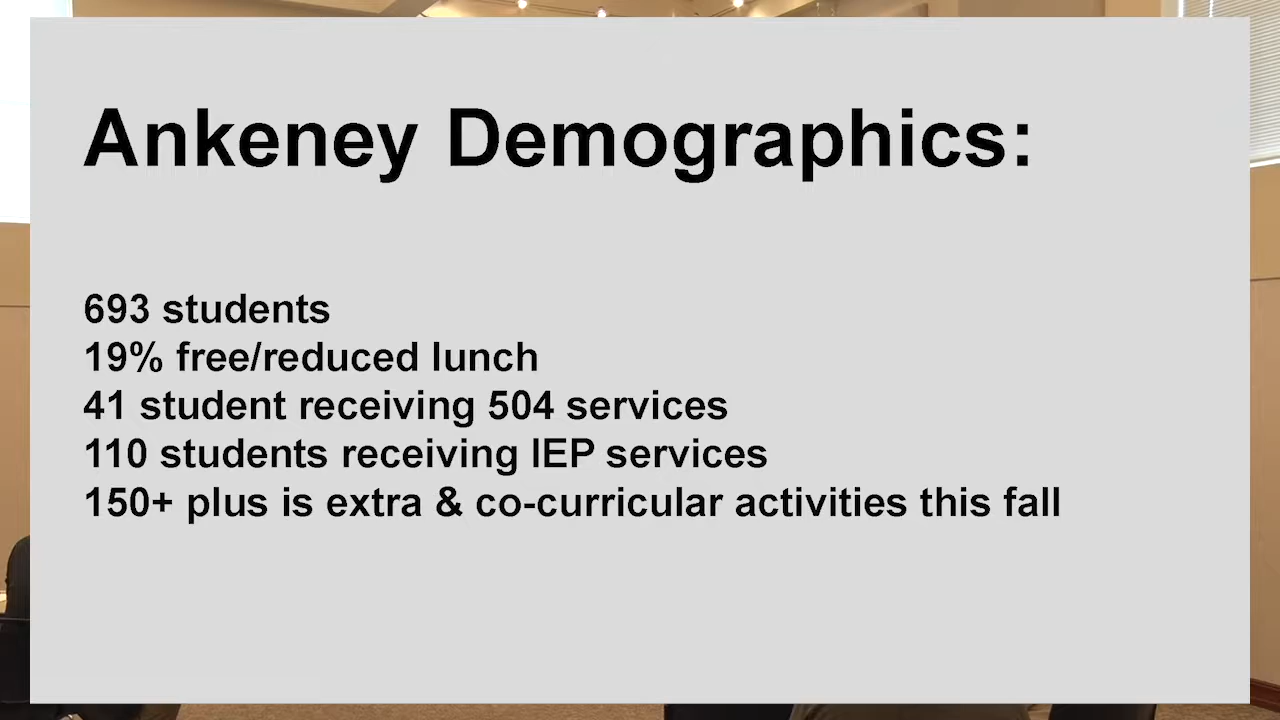 Ankeney Demographics:
693 students
19% free/reduced lunch
41 student receiving 504 services
110 students receiving IEP services
150+ plus is extra & co-curricular activities this fall